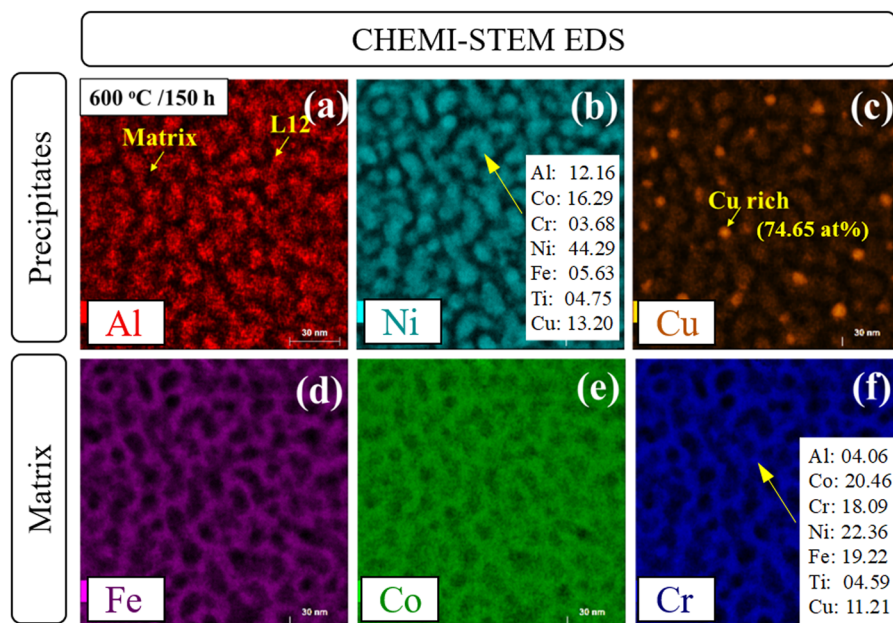 CHEMI-STEM EDS
Precipitates
600 °C /150 h
(a)
Matrix
L12
Al
30 nm
(b)
Al: 12.16
Co: 16.29
Cr: 03.68
Ni: 44.29
Fe: 05.63
Ti: 04.75
Cu: 13.20
Ni
(c)
Cu rich
(74.65 at%)
Cu
30 nm
Matrix
(d)
Fe
30 nm
(e)
Co
30 nm
(f)
Al: 04.06
Co: 20.46
Cr: 18.09
Ni: 22.36
Fe: 19.22
Ti: 04.59
Cu: 11.21
Cr
30 nm